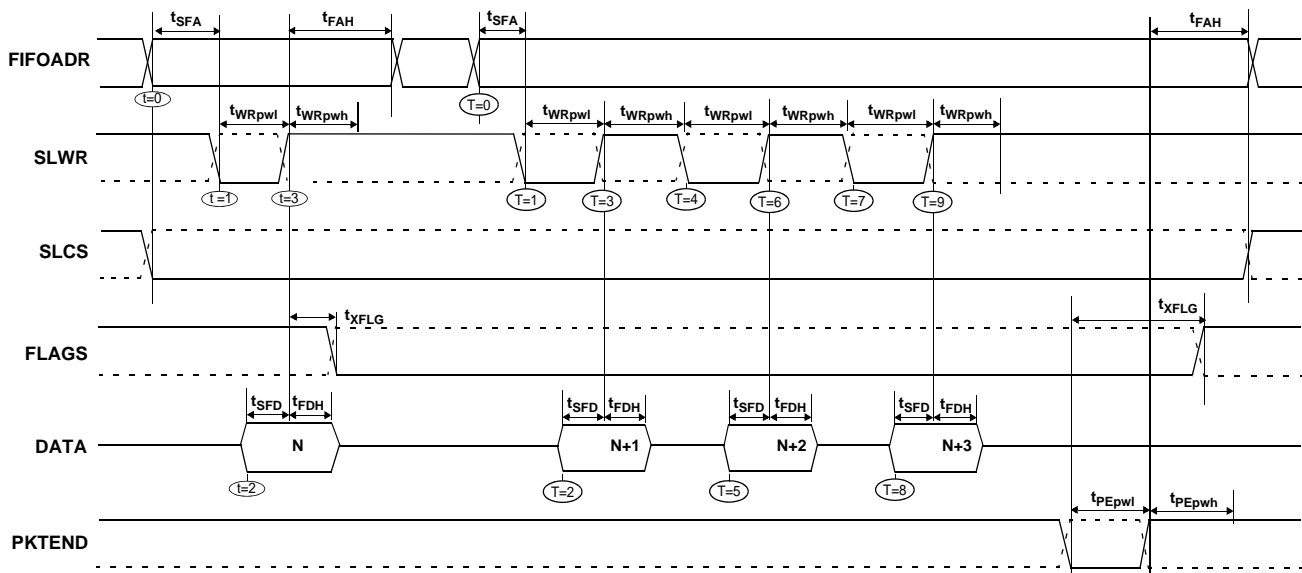 tSFA
tFAH
tSFA
tFAH
FIFOADR
t=0
T=0
tWRpwl
tWRpwh
tWRpwl
tWRpwh
tWRpwl
tWRpwh
tWRpwl
tWRpwh
SLWR
t =1
t=3
T=1
T=3
T=4
T=6
T=7
T=9
SLCS
tXFLG
tXFLG
FLAGS
tSFD
tFDH
tSFD
tFDH
tSFD
tFDH
tSFD
tFDH
DATA
N
N+1
N+2
N+3
t=2
T=2
T=5
T=8
tPEpwl
tPEpwh
PKTEND